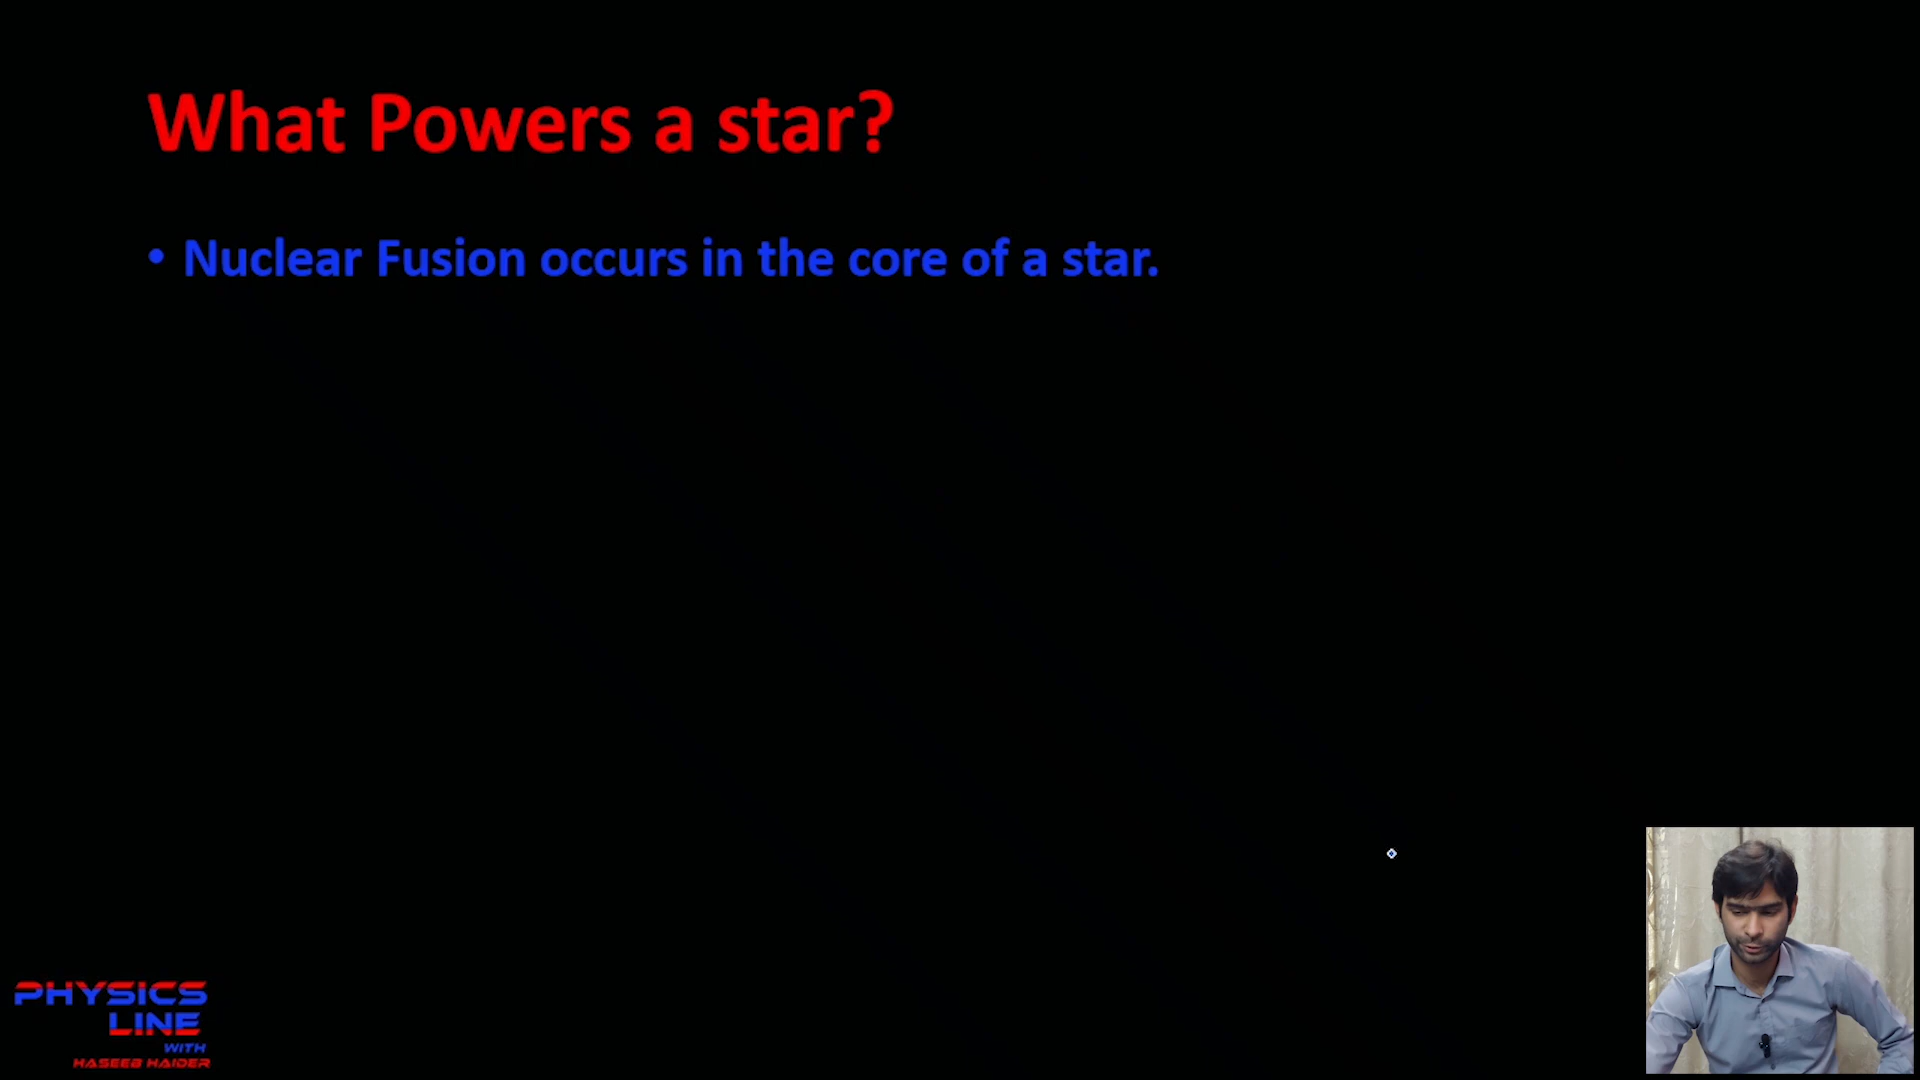 What Powers a star?
• Nuclear Fusion occurs in the core of a star.
PHYSICS
LINE
WITH
HASEEB HAIDER